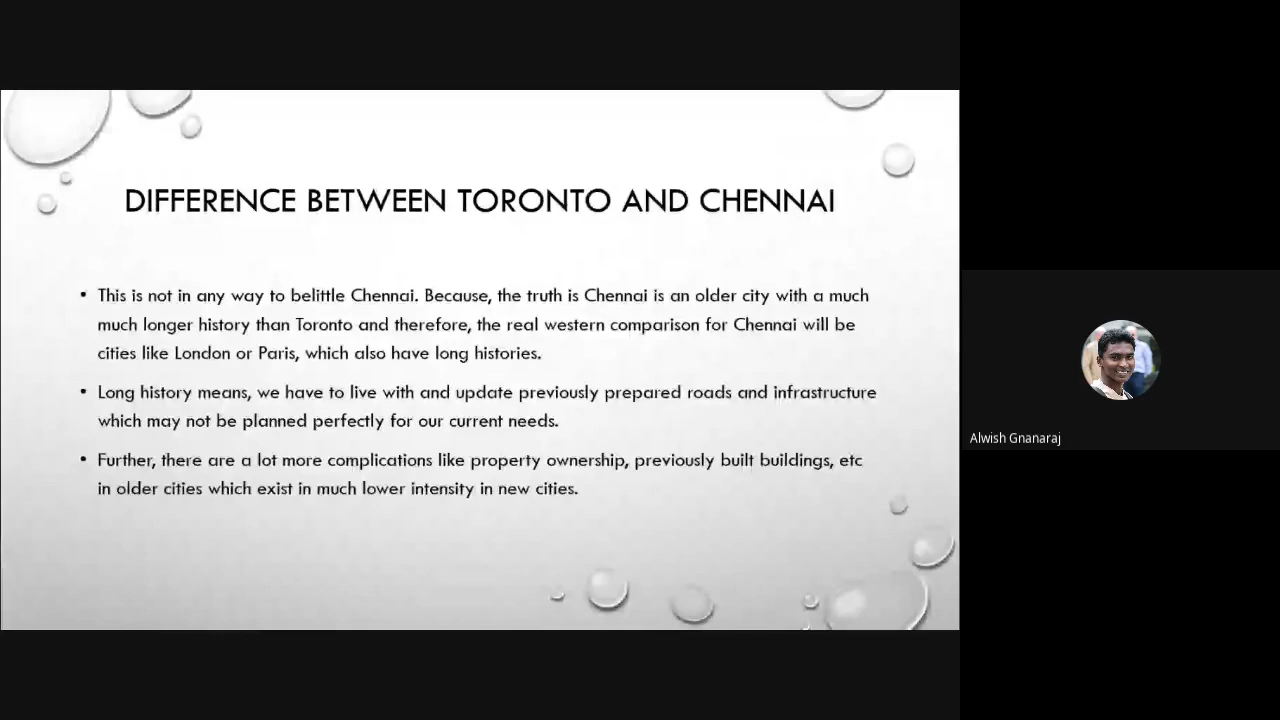 DIFFERENCE BETWEEN TORONTO AND CHENNAI
• This is not in any way to belittle Chennai. Because, the truth is Chennai is an older city with a much
much longer history than Toronto and therefore, the real western comparison for Chennai will be
cities like London or Paris, which also have long histories.
• Long history means, we have to live with and update previously prepared roads and infrastructure
which may not be planned perfectly for our current needs.
• Further, there are a lot more complications like property ownership, previously built buildings, etc
in older cities which exist in much lower intensity in new cities.
Alwish Gnanaraj